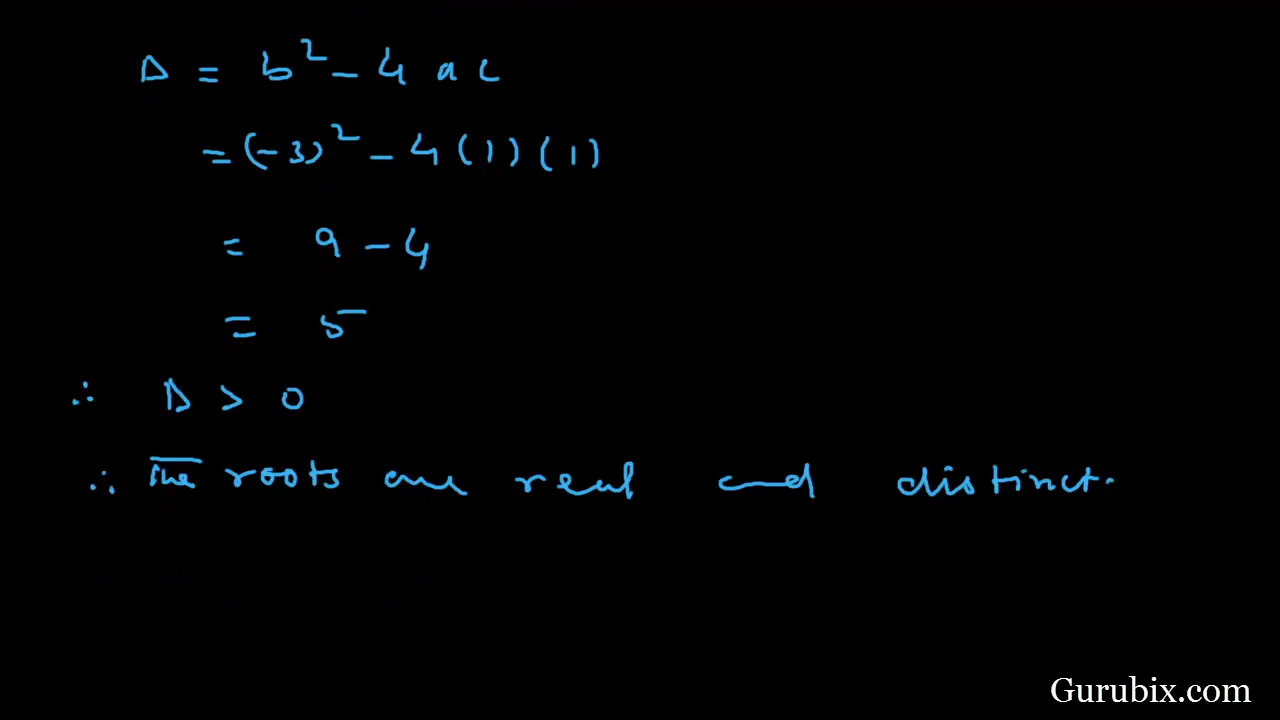 Δ = b² - 4 a c
= (-3)² - 4 (1) (1)
= 9 - 4
= 5
∴ Δ > 0
∴ The roots are real and distinct.
Gurubix.com